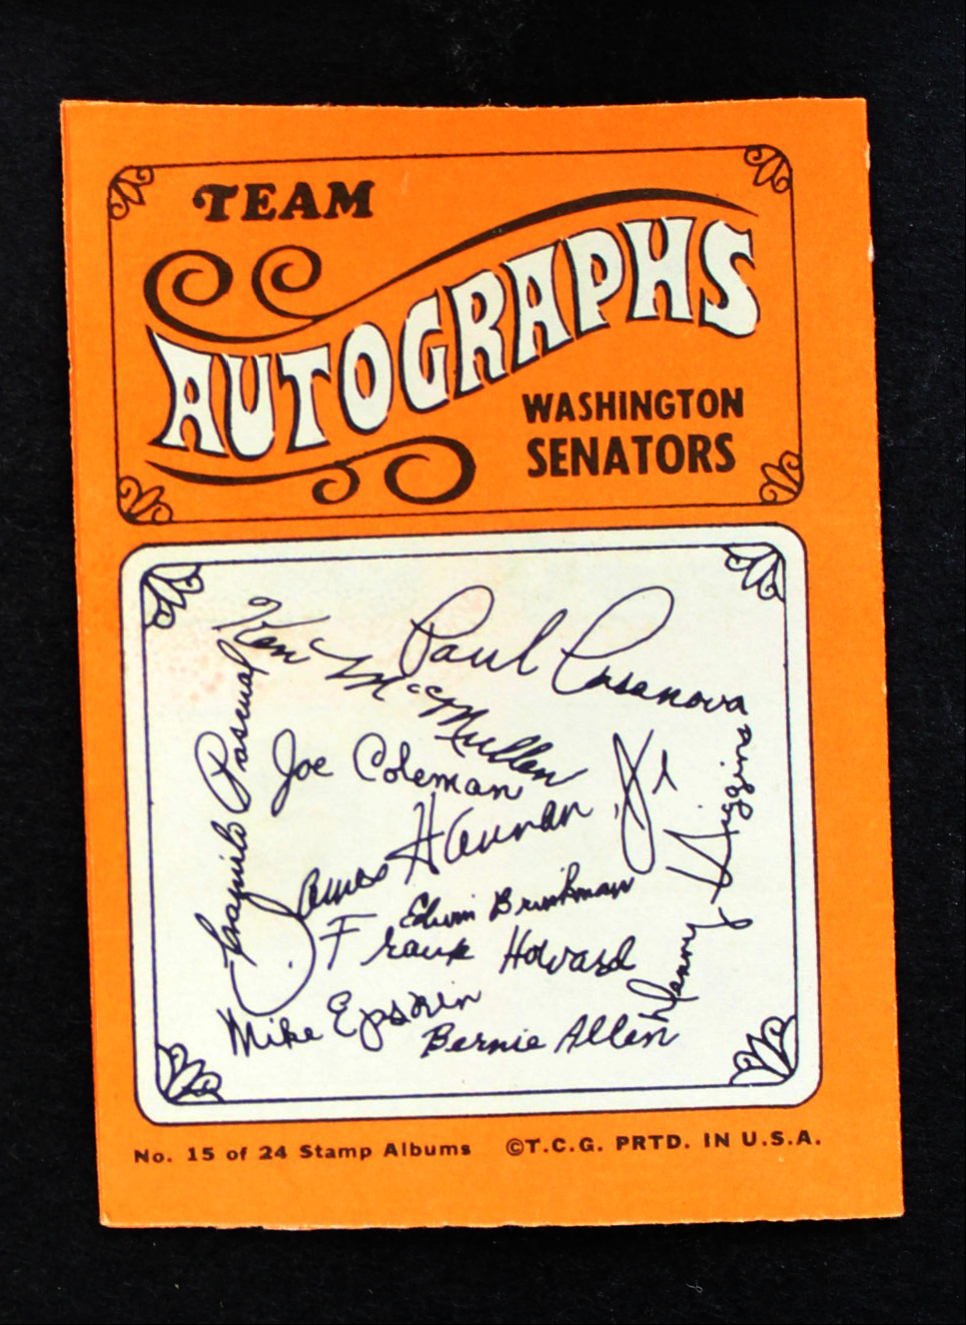 TEAM
AUTOGRAPHS
WASHINGTON
SENATORS
Ken McMullen
Paul Casanova
Camilo Pascual
Joe Coleman
James Hannan, Jr
Dennis Higgins
Edwin Brinkman
Frank Howard
Mike Epstein
Bernie Allen
No. 15 of 24 Stamp Albums ©T.C.G. PRTD. IN U.S.A.